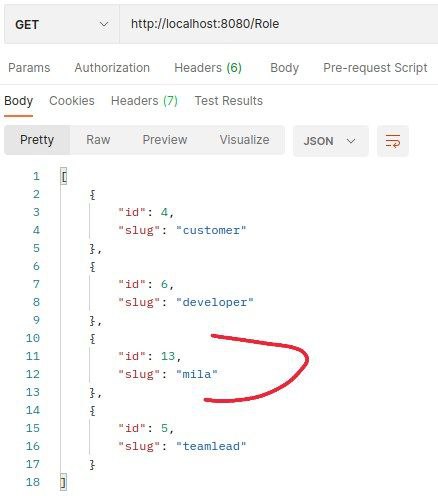 GET http://localhost:8080/Role
Params Authorization Headers (6) Body Pre-request Script
Body Cookies Headers (7) Test Results
Pretty Raw Preview Visualize JSON
1 [
2 {
3 "id": 4,
4 "slug": "customer"
5 },
6 {
7 "id": 6,
8 "slug": "developer"
9 },
10 {
11 "id": 13,
12 "slug": "mila"
13 },
14 {
15 "id": 5,
16 "slug": "teamlead"
17 }
18 ]